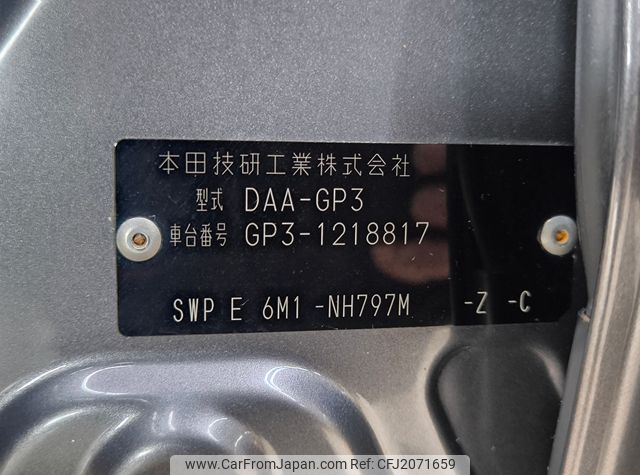 本田技研工業株式会社
型式 DAA-GP3
車台番号 GP3-1218817
SWP E 6M1 -NH797M -Z -C
www.CarFromJapan.com | CFJ2071659